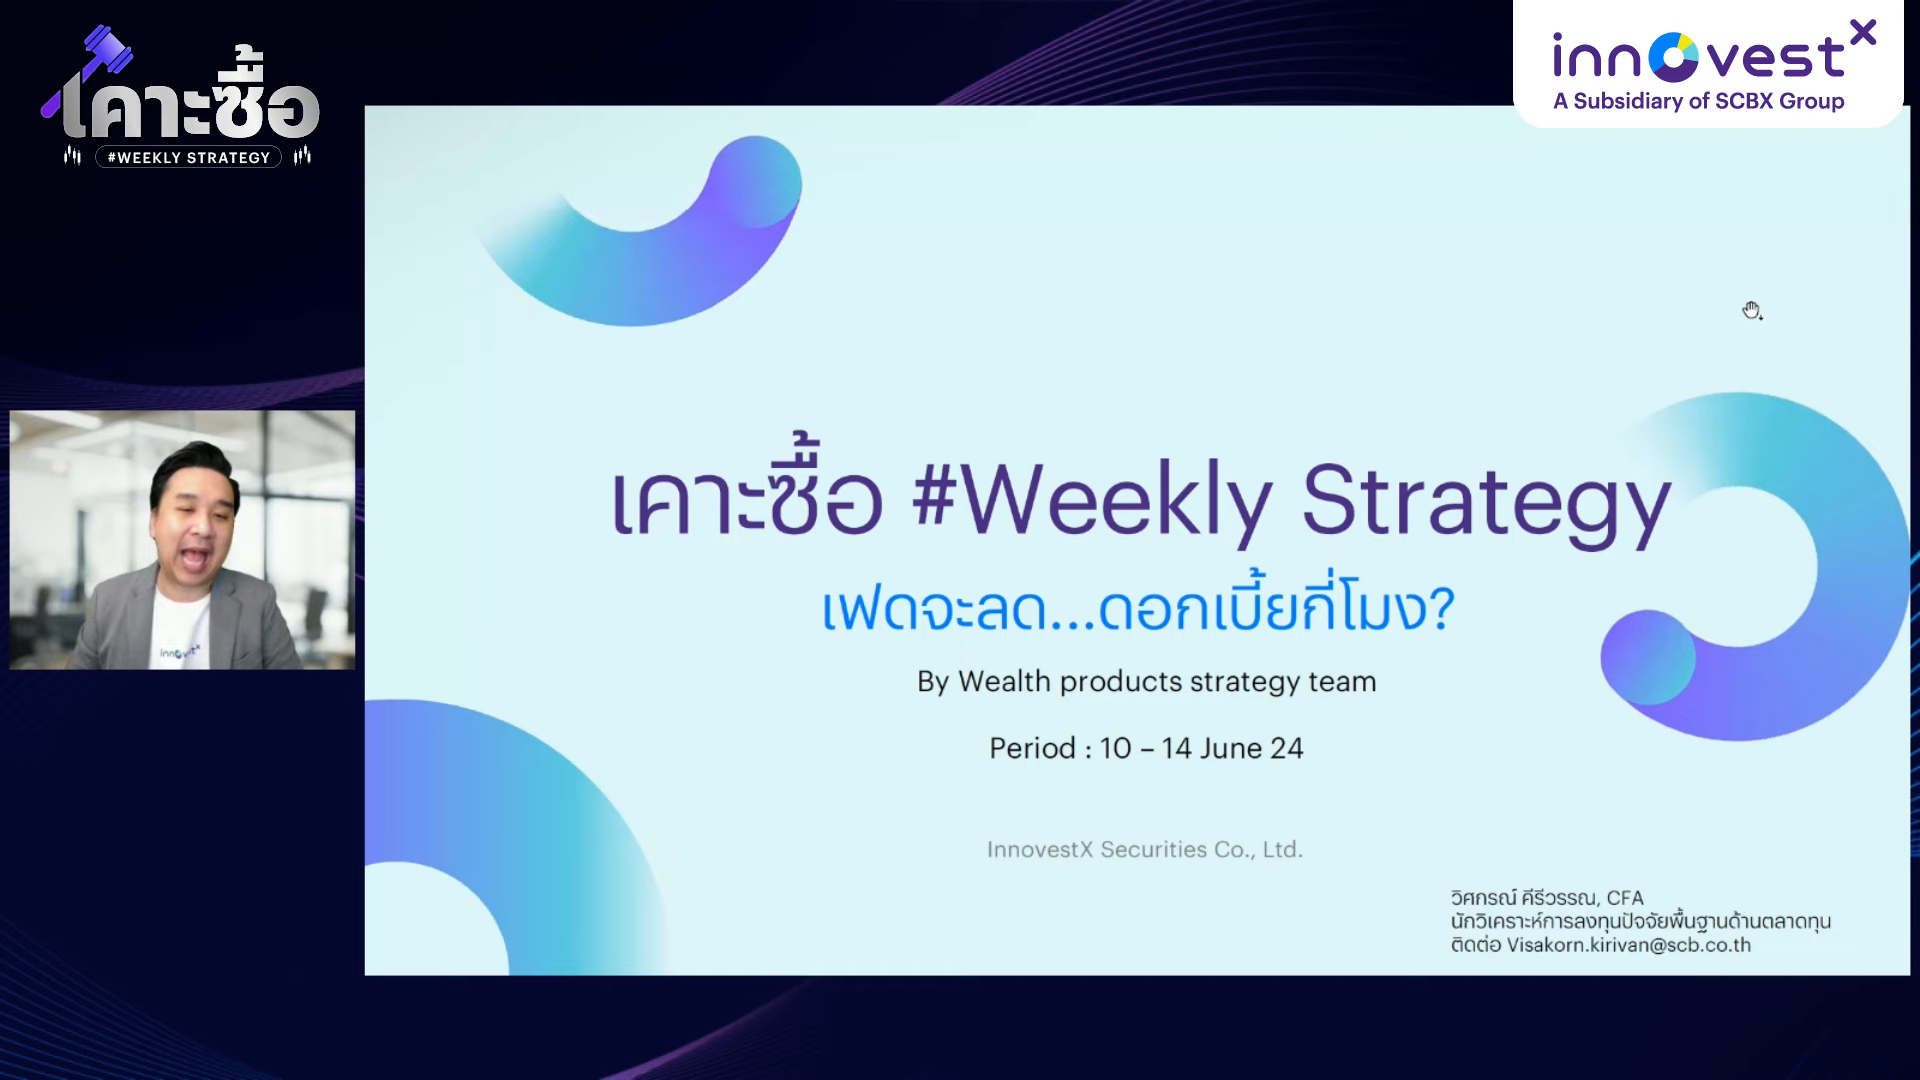 เคาะซื้อ
#WEEKLY STRATEGY
innovestx
A Subsidiary of SCBX Group
เคาะซื้อ #Weekly Strategy
เฟดจะลด...ดอกเบี้ยกี่โมง?
By Wealth products strategy team
Period : 10 – 14 June 24
InnovestX Securities Co., Ltd.
วิศกรณ์ คีรีวรรณ, CFA
นักวิเคราะห์การลงทุนปัจจัยพื้นฐานด้านตลาดทุน
ติดต่อ Visakorn.kirivan@scb.co.th
innovestx